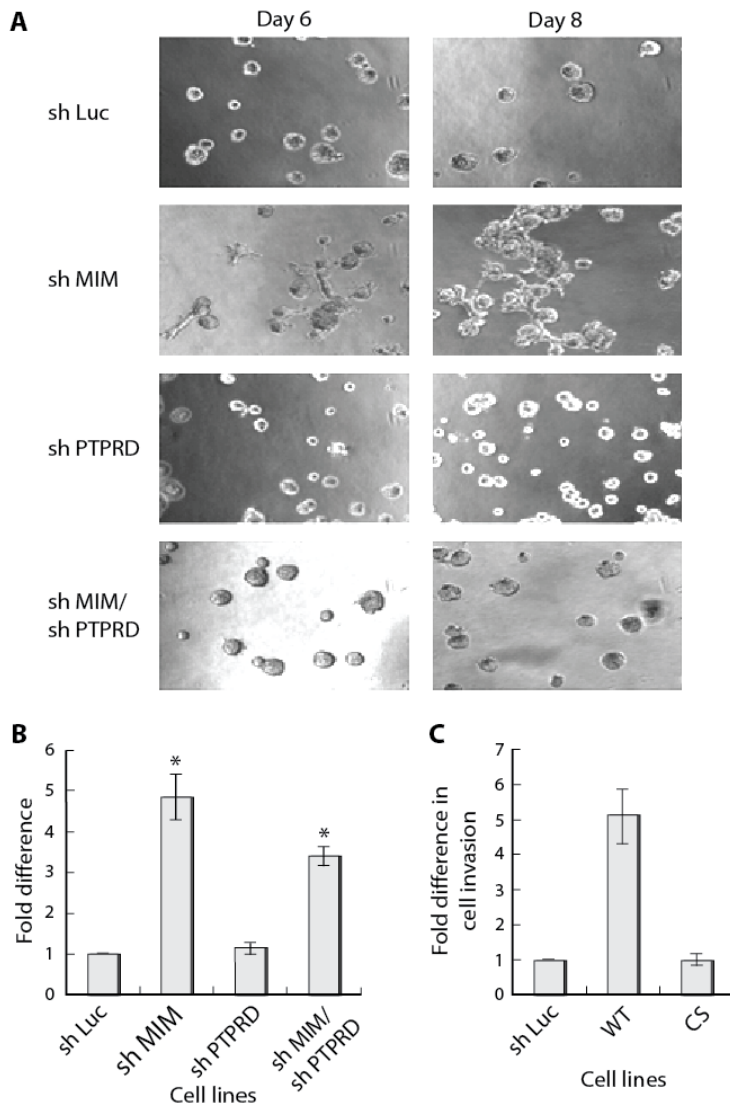 A
Day 6
Day 8
sh Luc
sh MIM
sh PTPRD
sh MIM/
sh PTPRD
B
Fold difference
6
5
4
3
2
1
0
*
*
sh Luc
sh MIM
sh PTPRD
sh MIM/
sh PTPRD
Cell lines
C
Fold difference in
cell invasion
7
6
5
4
3
2
1
0
sh Luc
WT
CS
Cell lines